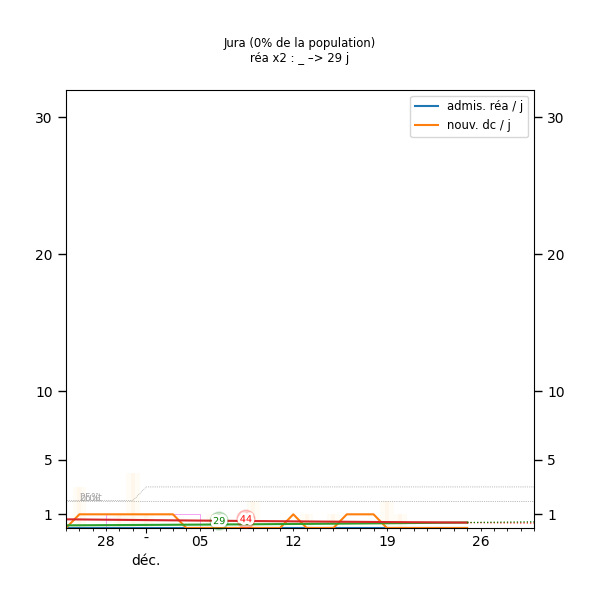 Jura (0% de la population)
réa x2 : _ –> 29 j
admis. réa / j
nouv. dc / j
30 30
20 20
10 10
5 5
1 1
29 44
28 - 05 12 19 26
déc.